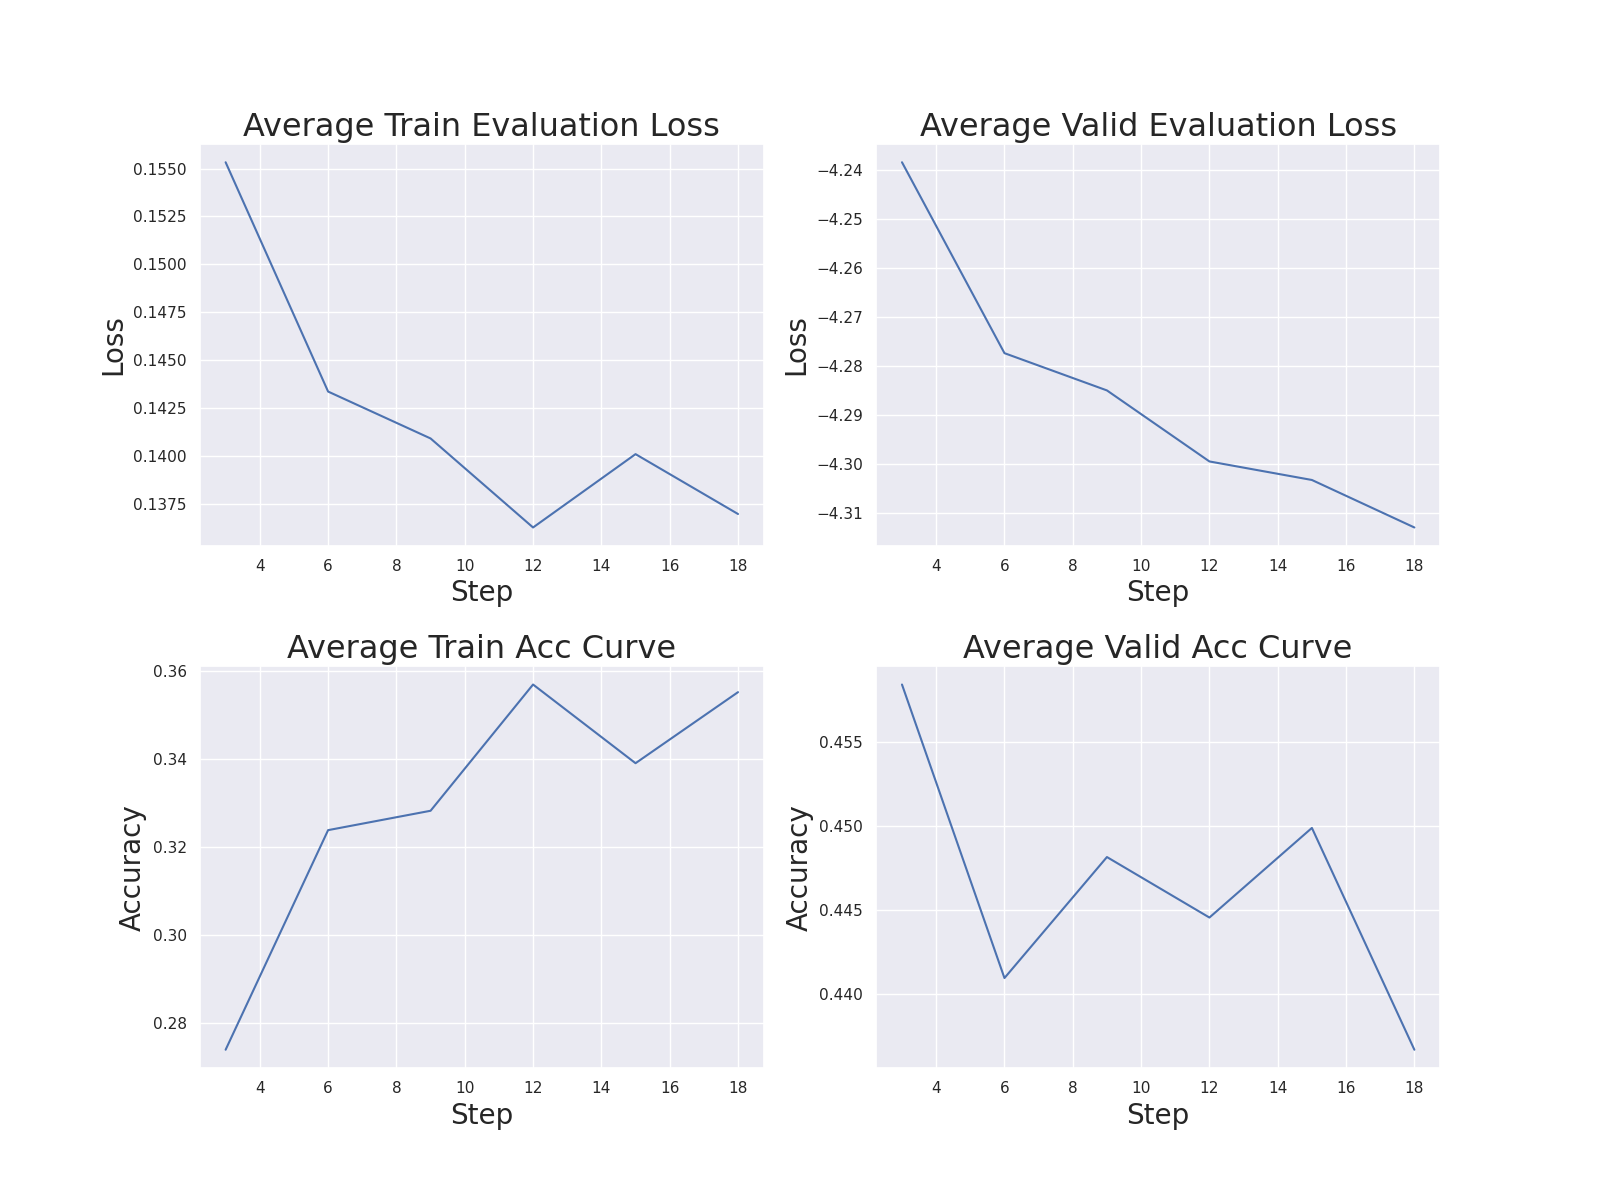 Average Train Evaluation Loss
0.1550
0.1525
0.1500
0.1475
0.1450
0.1425
0.1400
0.1375
Loss
4 6 8 10 12 14 16 18
Step
Average Valid Evaluation Loss
−4.24
−4.25
−4.26
−4.27
−4.28
−4.29
−4.30
−4.31
Loss
4 6 8 10 12 14 16 18
Step
Average Train Acc Curve
0.36
0.34
0.32
0.30
0.28
Accuracy
4 6 8 10 12 14 16 18
Step
Average Valid Acc Curve
0.455
0.450
0.445
0.440
Accuracy
4 6 8 10 12 14 16 18
Step